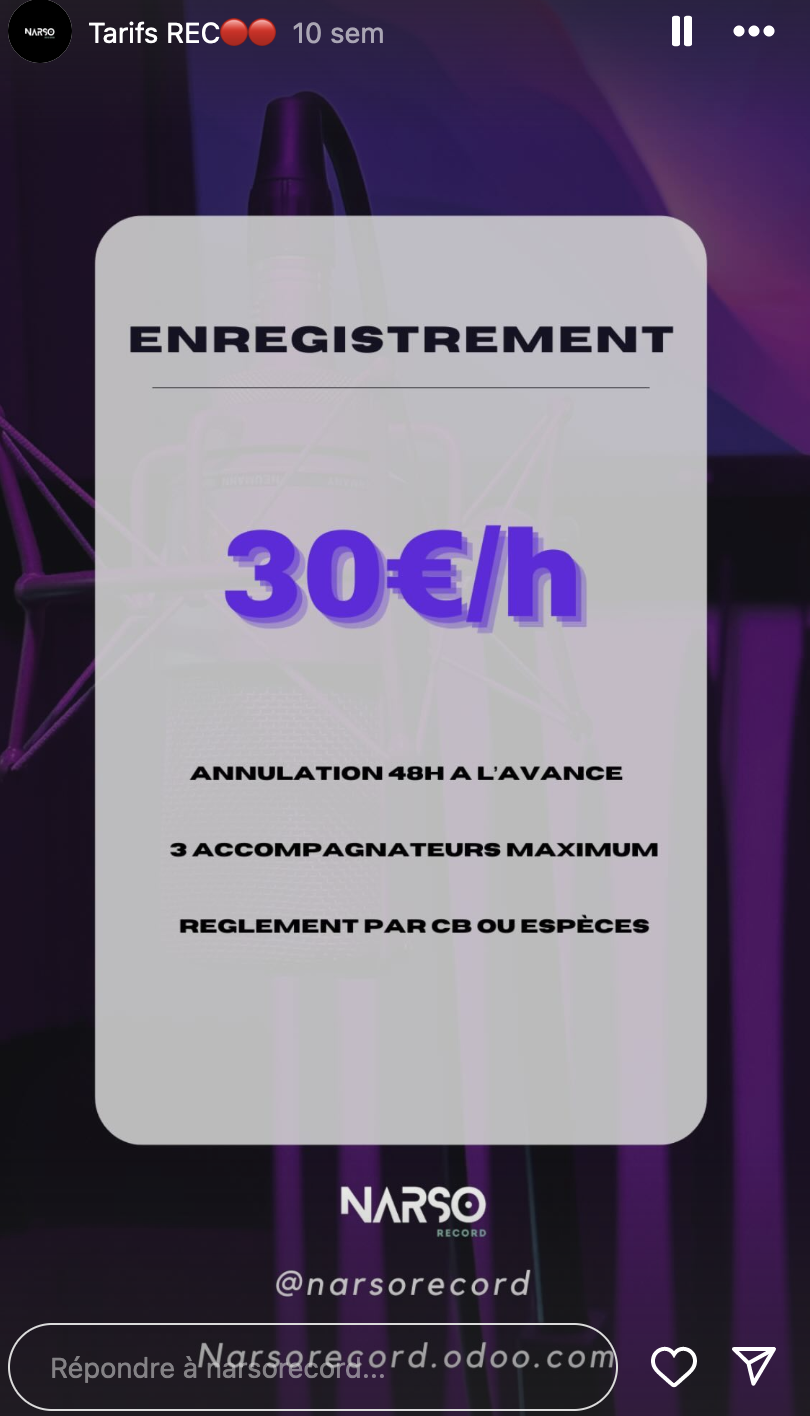 NARSO
Tarifs REC🔴🔴 10 sem
ENREGISTREMENT
30€/h
ANNULATION 48H A L'AVANCE
3 ACCOMPAGNATEURS MAXIMUM
REGLEMENT PAR CB OU ESPÈCES
NARSO
RECORD
@narsorecord
Narsorecord.odoo.com
Répondre à narsorecord...